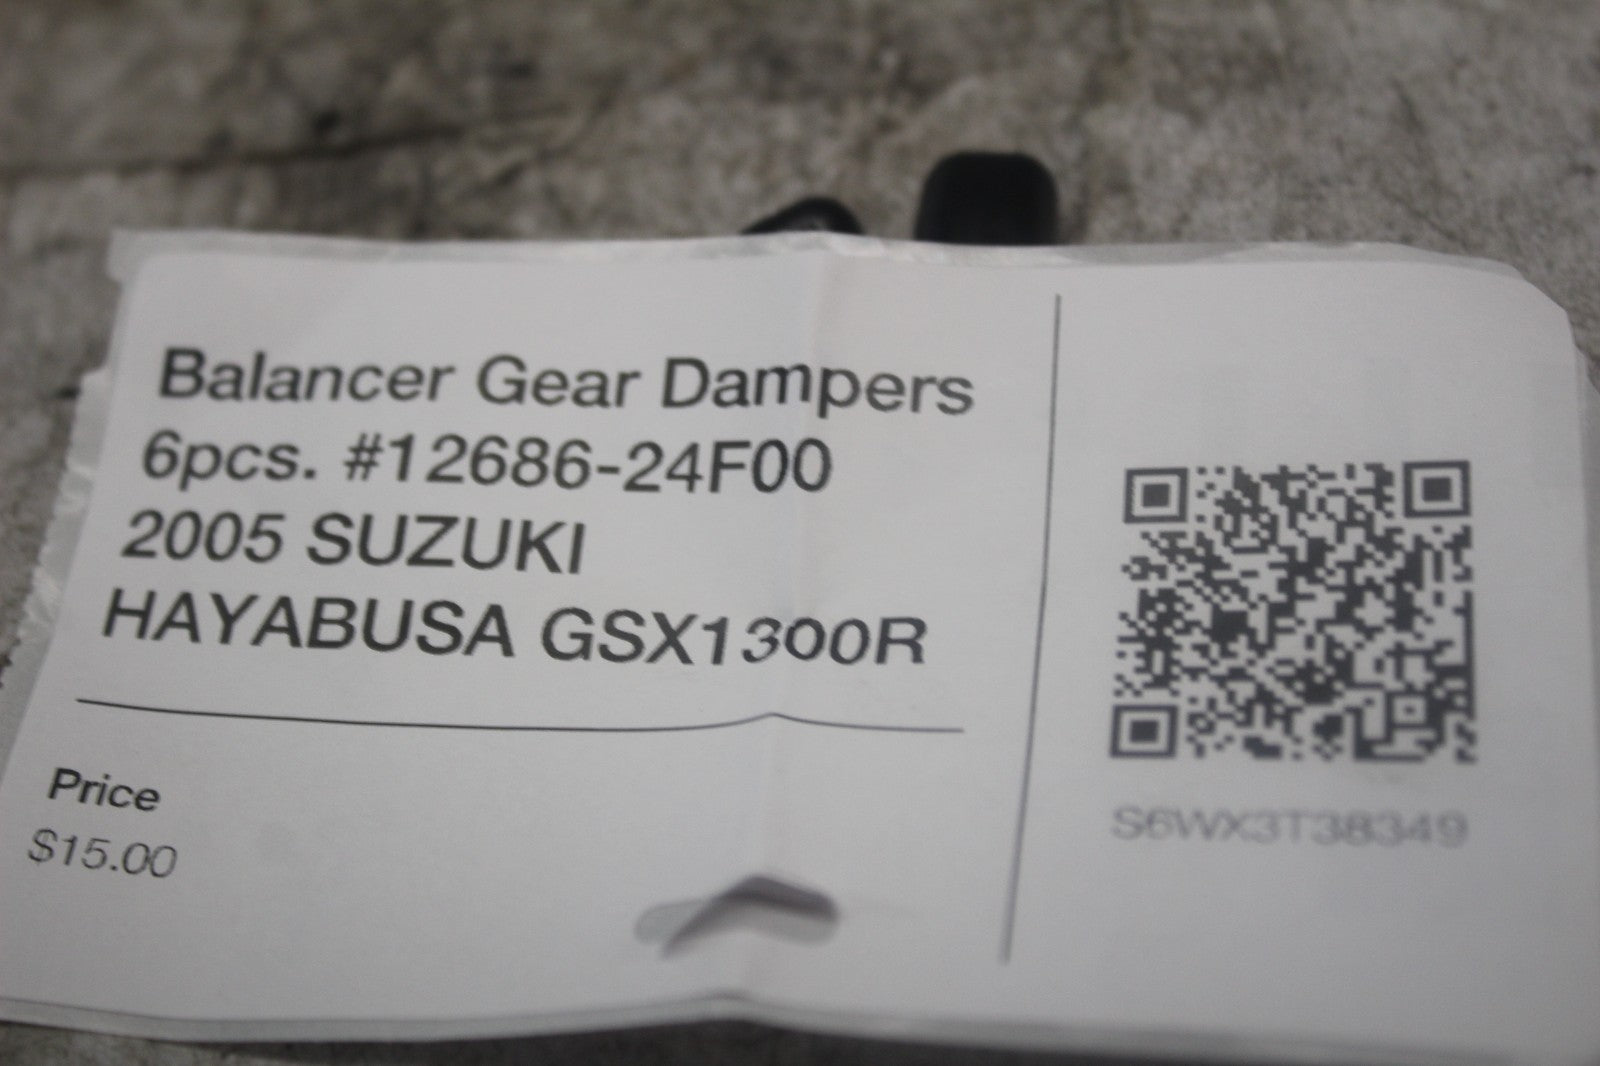 Balancer Gear Dampers
6pcs. #12686-24F00
2005 SUZUKI
HAYABUSA GSX1300R
Price
$15.00
S6WX3T38349